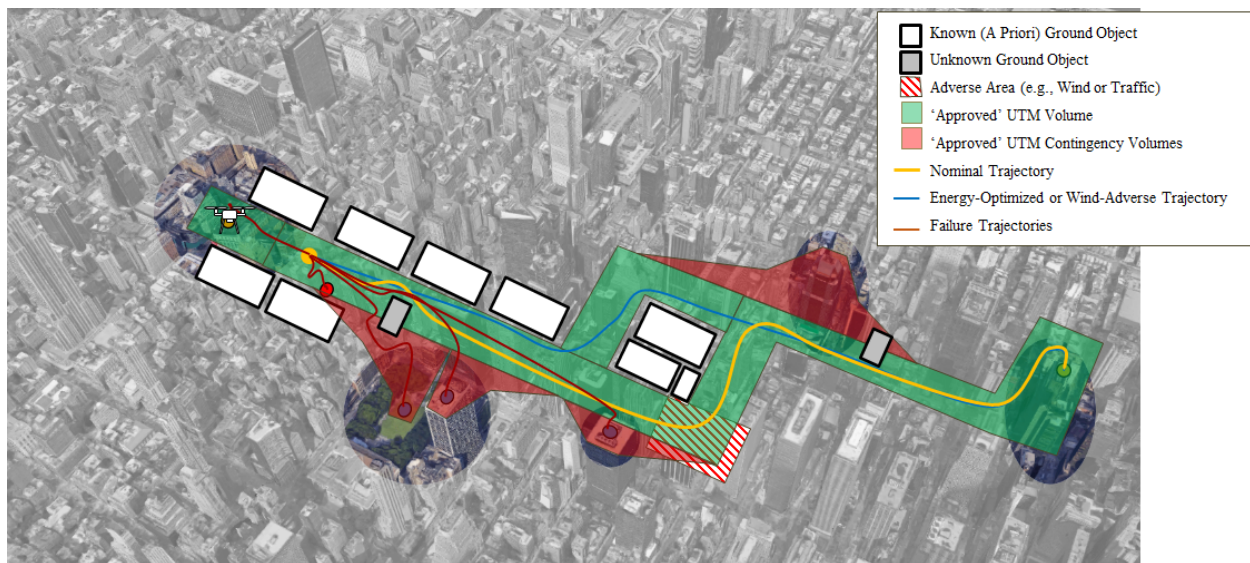 Known (A Priori) Ground Object
Unknown Ground Object
Adverse Area (e.g., Wind or Traffic)
‘Approved’ UTM Volume
‘Approved’ UTM Contingency Volumes
Nominal Trajectory
Energy-Optimized or Wind-Adverse Trajectory
Failure Trajectories